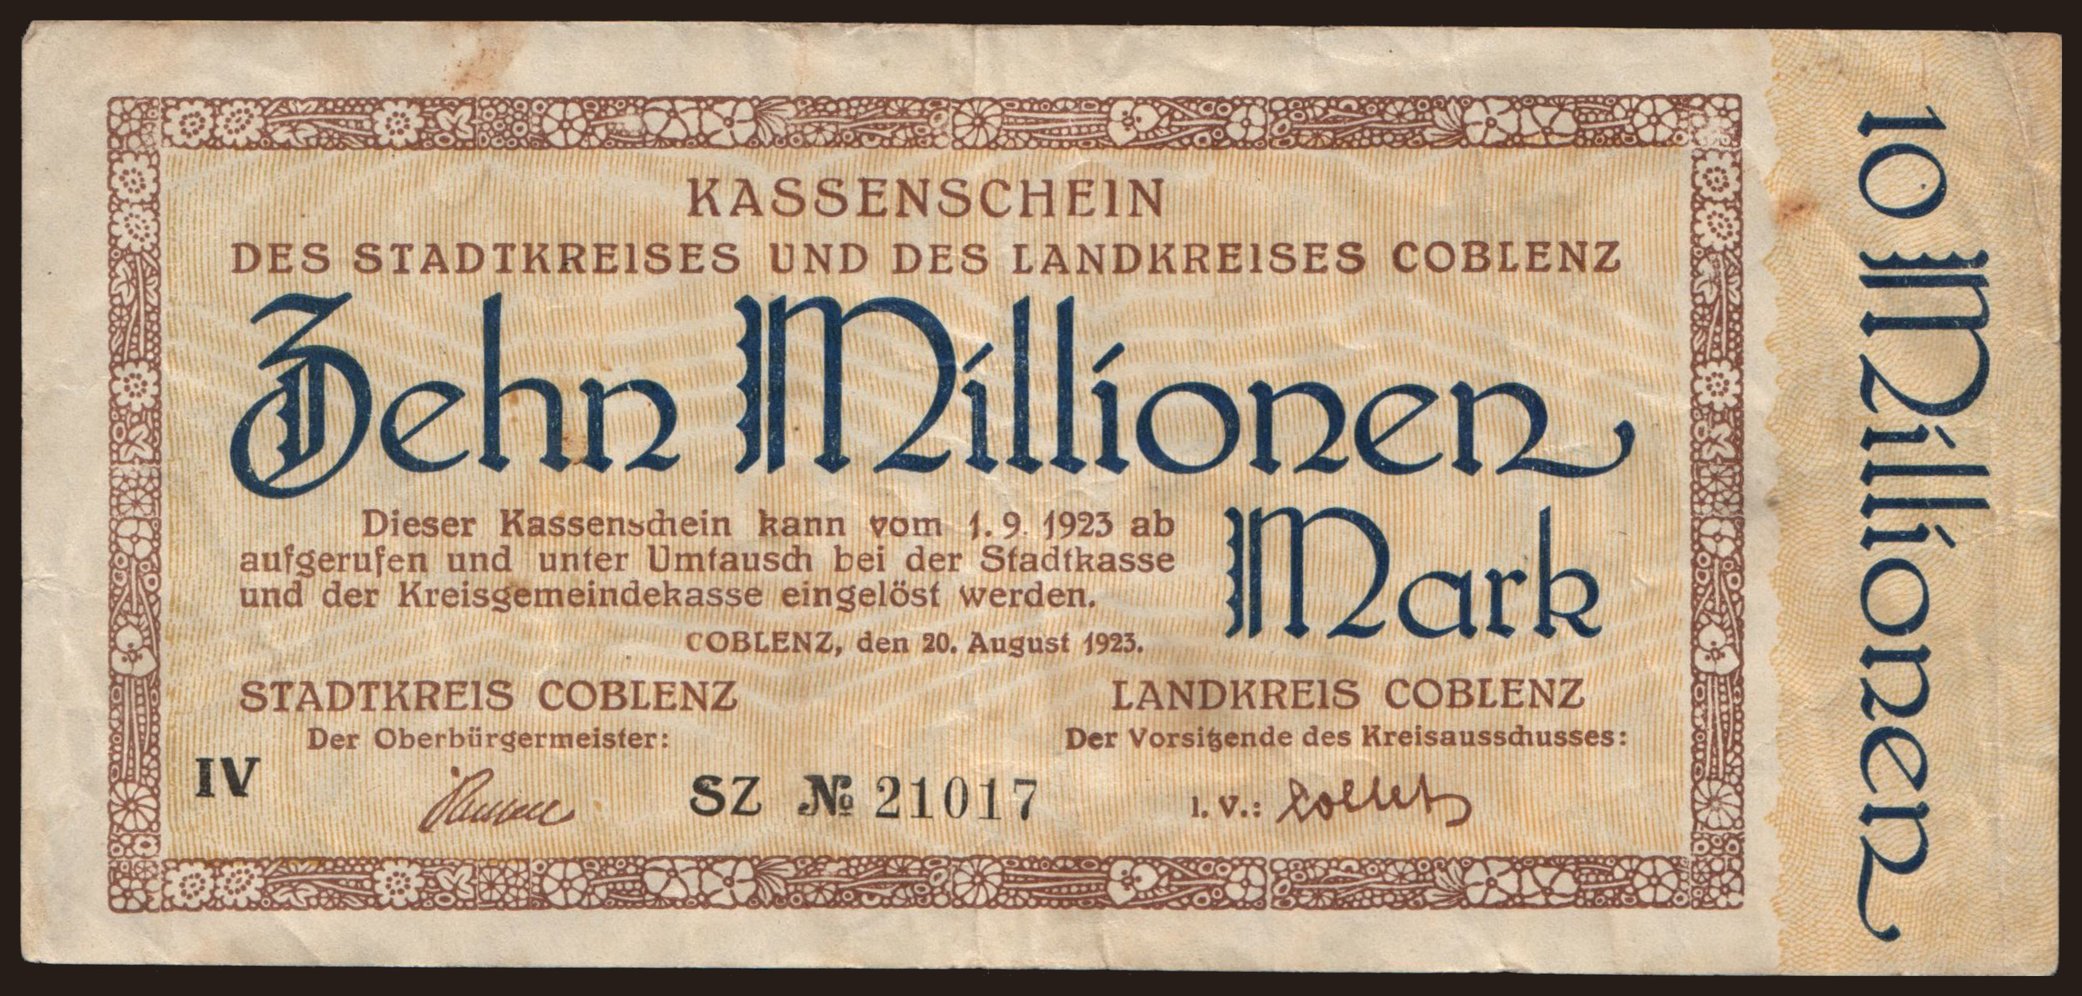 KASSENSCHEIN
DES STADTKREISES UND DES LANDKREISES COBLENZ
Zehn Millionen
Mark
Dieser Kassenschein kann vom 1. 9. 1923 ab
aufgerufen und unter Umtausch bei der Stadtkasse
und der Kreisgemeindekasse eingelöst werden.
COBLENZ, den 20. August 1923.
STADTKREIS COBLENZ
Der Oberbürgermeister:
LANDKREIS COBLENZ
Der Vorsitzende des Kreisausschusses:
IV
SZ № 21017
I. V.:
10 Millionen